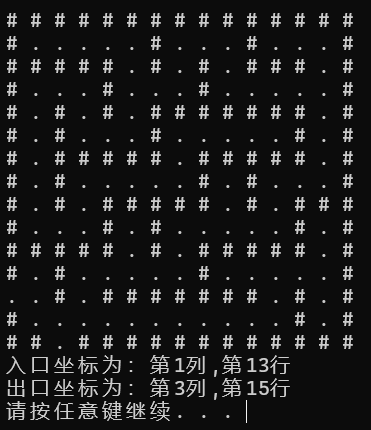 # # # # # # # # # # # # # # #
# . . . . . # . . . # . . . #
# # # # # . # . # . # # # . #
# . . . # . . . # . . . . . #
# . # . # . # # # # # # # . #
# . # . . . # . . . . . # . #
# . # # # # # . # # # # # . #
# . # . . . . . # . # . . . #
# . # . # # # # # . # . # # #
# . . . # . # . . . # . . . #
# # # # # . # . # # # # # . #
# . # . . . . . # . . . . . #
. . # . # # # # # # # . # . #
# . . . . . . . . . . . # . #
# # . # # # # # # # # # # # #
入口坐标为: 第1列,第13行
出口坐标为: 第3列,第15行
请按任意键继续. . .